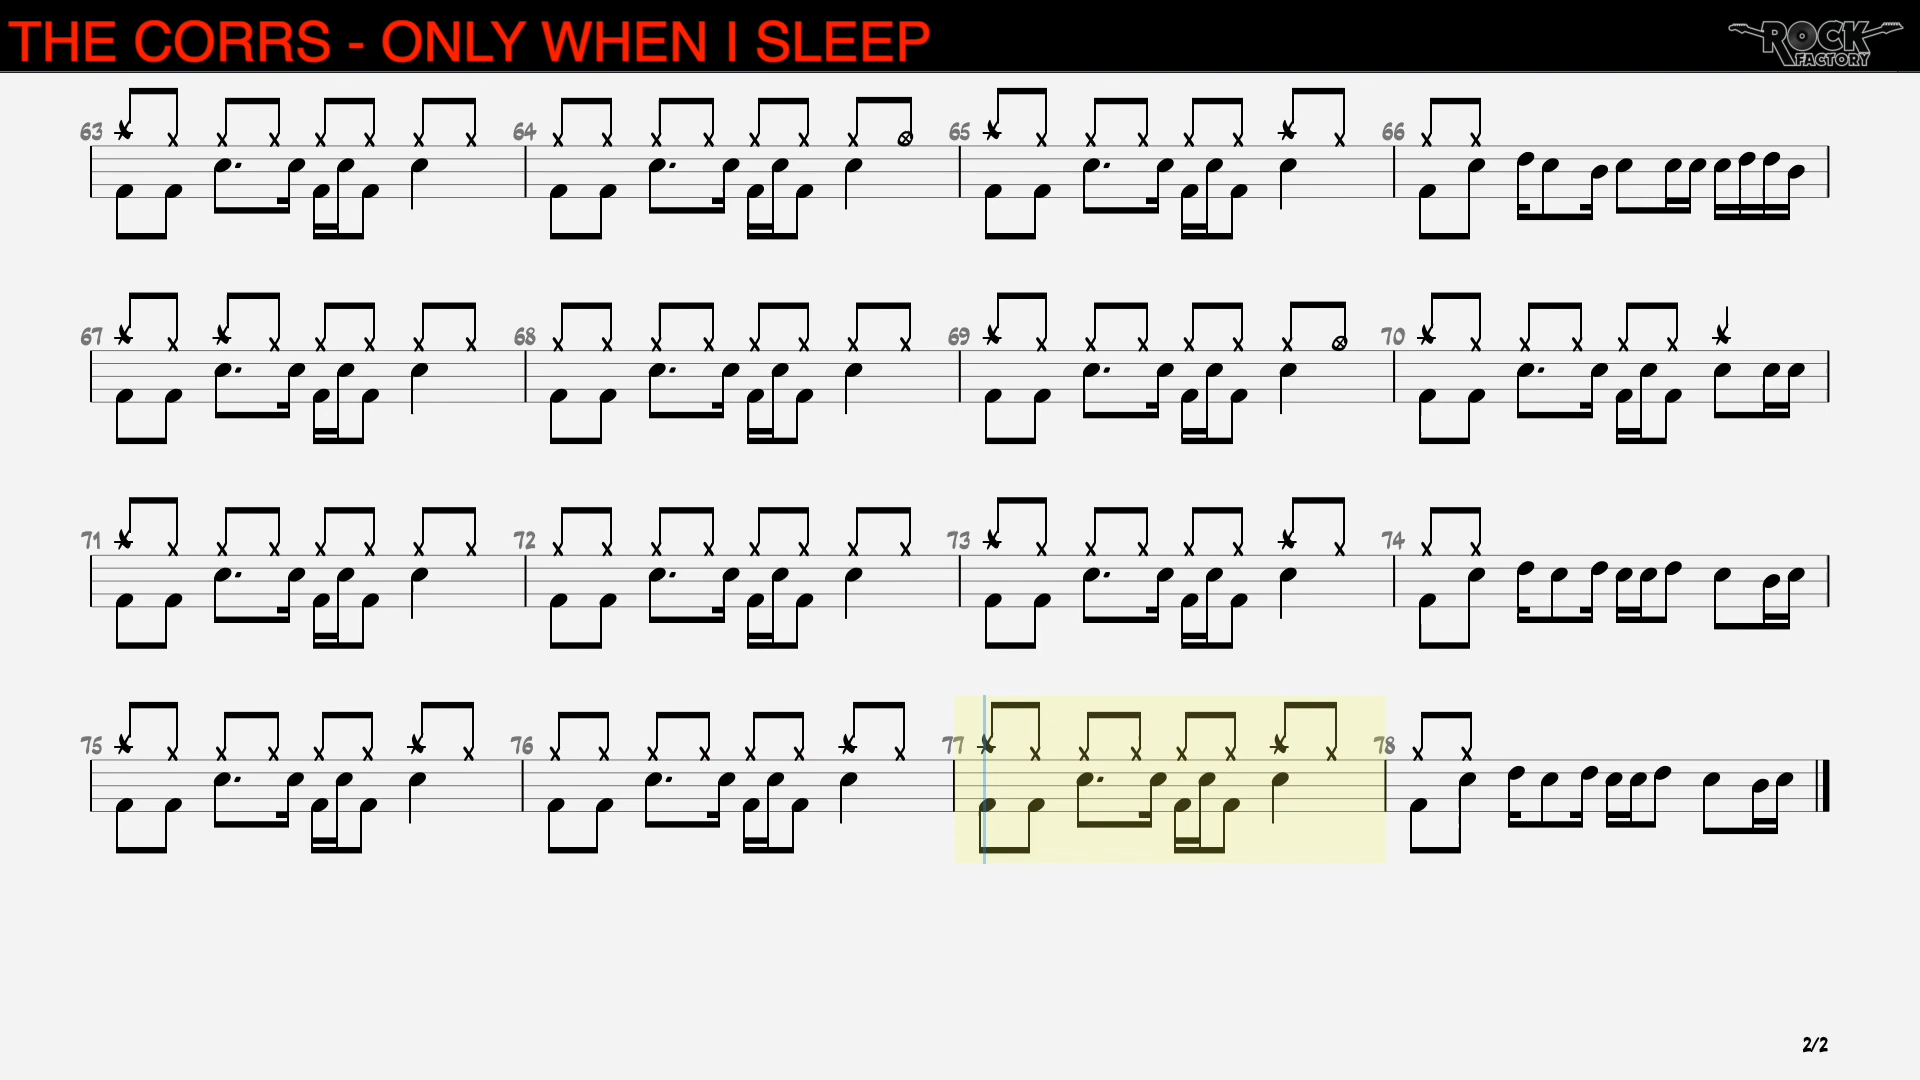 THE CORRS - ONLY WHEN I SLEEP
ROCK
FACTORY
63 64 65 66
67 68 69 70
71 72 73 74
75 76 77 78
2/2